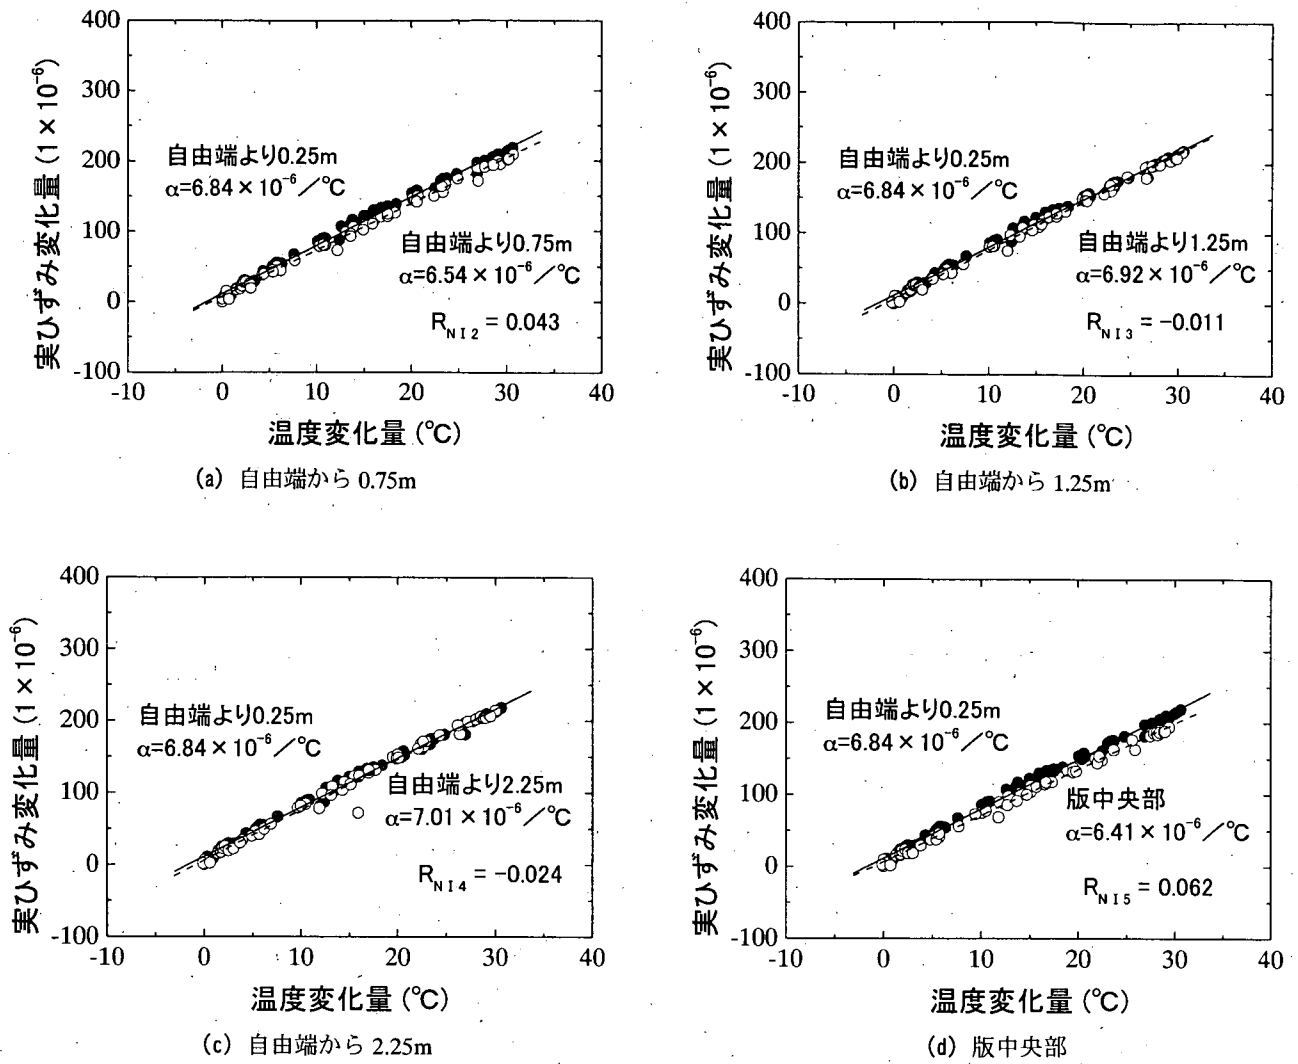 400
300
200
100
0
-100
-10 0 10 20 30 40
実ひずみ変化量 (1×10⁻⁶)
自由端より0.25m
α=6.84×10⁻⁶/℃
自由端より0.75m
α=6.54×10⁻⁶/℃
R_NI2 = 0.043
温度変化量 (℃)
(a) 自由端から 0.75m
400
300
200
100
0
-100
-10 0 10 20 30 40
実ひずみ変化量 (1×10⁻⁶)
自由端より0.25m
α=6.84×10⁻⁶/℃
自由端より1.25m
α=6.92×10⁻⁶/℃
R_NI3 = −0.011
温度変化量 (℃)
(b) 自由端から 1.25m
400
300
200
100
0
-100
-10 0 10 20 30 40
実ひずみ変化量 (1×10⁻⁶)
自由端より0.25m
α=6.84×10⁻⁶/℃
自由端より2.25m
α=7.01×10⁻⁶/℃
R_NI4 = −0.024
温度変化量 (℃)
(c) 自由端から 2.25m
400
300
200
100
0
-100
-10 0 10 20 30 40
実ひずみ変化量 (1×10⁻⁶)
自由端より0.25m
α=6.84×10⁻⁶/℃
版中央部
α=6.41×10⁻⁶/℃
R_NI5 = 0.062
温度変化量 (℃)
(d) 版中央部